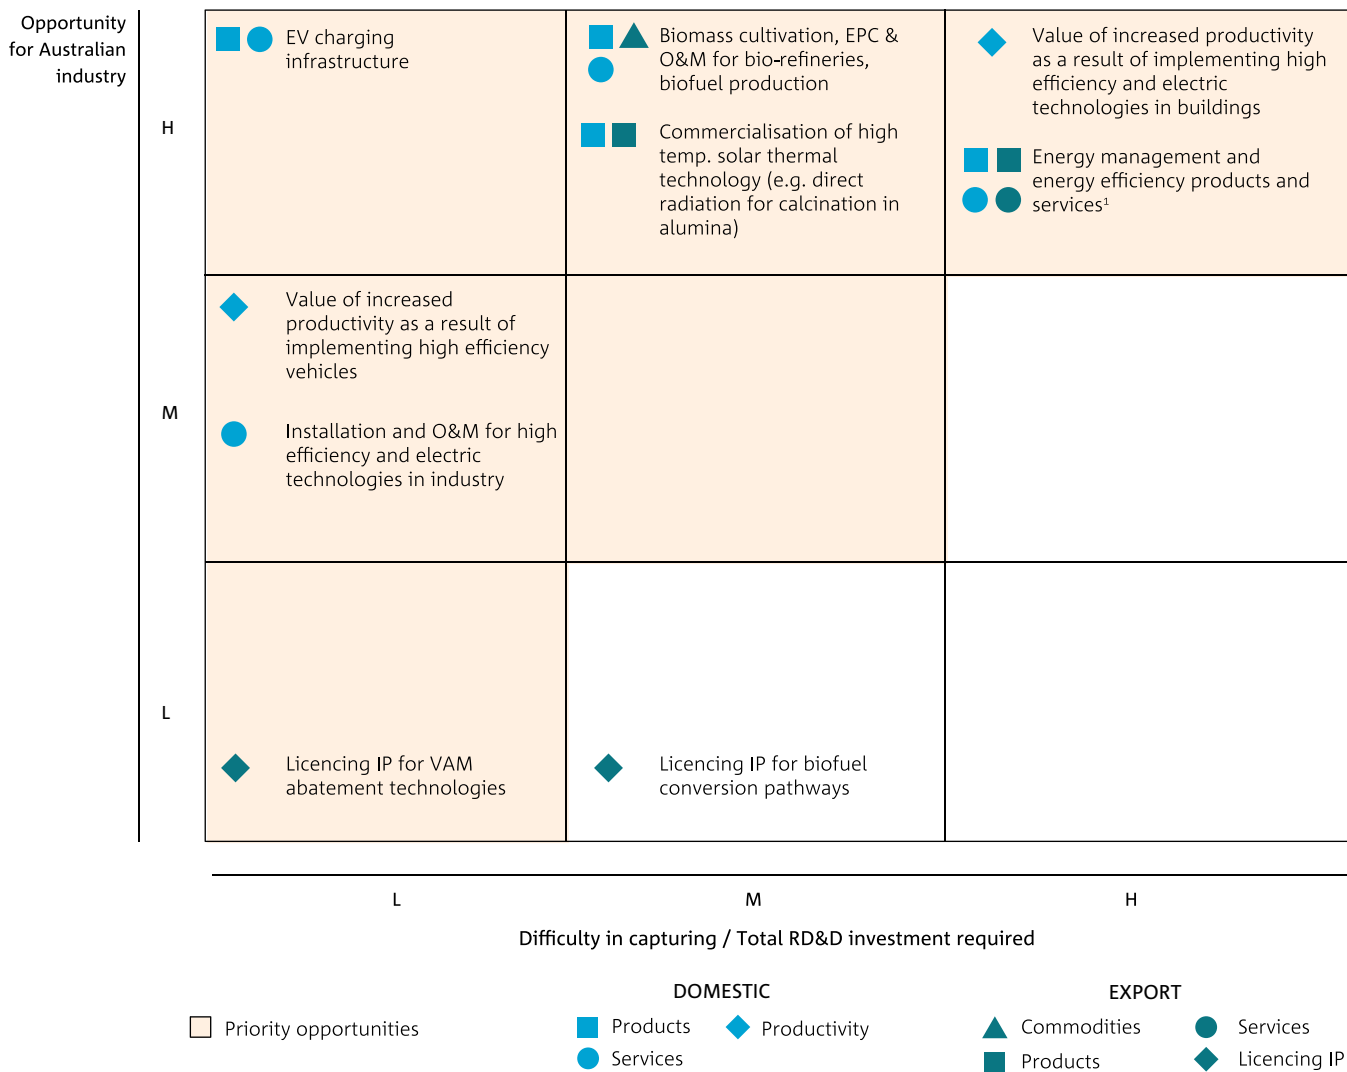 Opportunity
for Australian
industry
H
EV charging
infrastructure
Biomass cultivation, EPC &
O&M for bio-refineries,
biofuel production
Commercialisation of high
temp. solar thermal
technology (e.g. direct
radiation for calcination in
alumina)
Value of increased productivity
as a result of implementing high
efficiency and electric
technologies in buildings
Energy management and
energy efficiency products and
services¹
M
Value of increased
productivity as a result of
implementing high efficiency
vehicles
Installation and O&M for high
efficiency and electric
technologies in industry
L
Licencing IP for VAM
abatement technologies
Licencing IP for biofuel
conversion pathways
L
M
H
Difficulty in capturing / Total RD&D investment required
Priority opportunities
DOMESTIC
Products
Productivity
Services
EXPORT
Commodities
Services
Products
Licencing IP